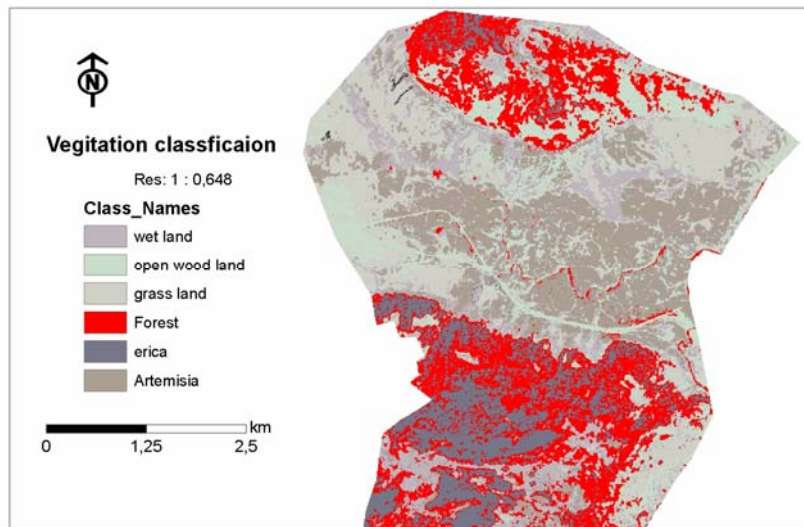 N
Vegitation classficaion
Res: 1 : 0,648
Class_Names
wet land
open wood land
grass land
Forest
erica
Artemisia
km
0 1,25 2,5